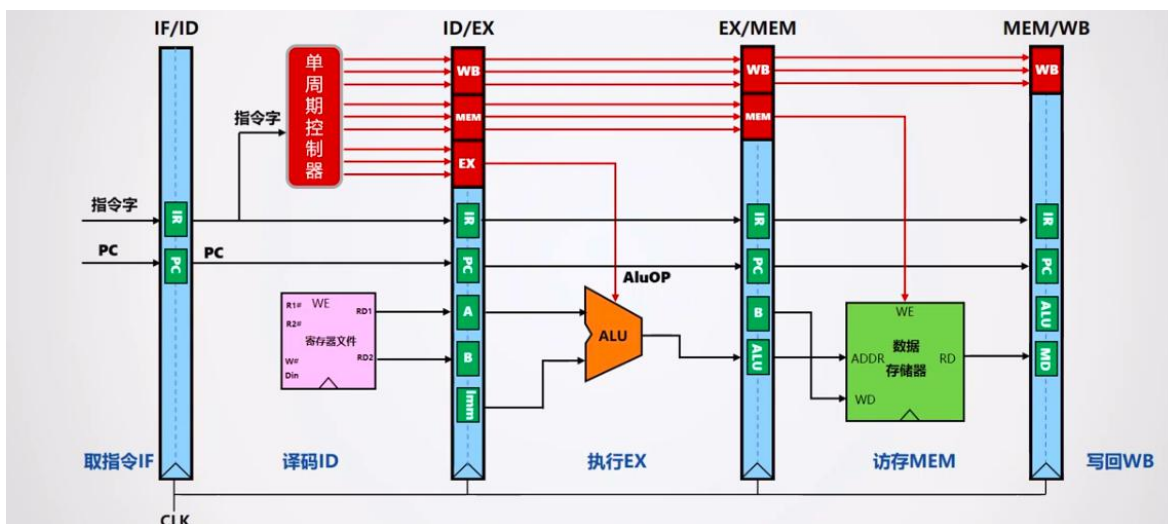 IF/ID
ID/EX
EX/MEM
MEM/WB
单周期控制器
WB
WB
WB
MEM
MEM
指令字
EX
指令字
IR
IR
IR
IR
PC
PC
PC
PC
PC
PC
AluOP
R1#
WE
R2#
RD1
寄存器文件
W#
RD2
Din
A
B
Imm
ALU
B
ALU
WE
数据
存储器
ADDR
RD
WD
ALU
MD
取指令IF
译码ID
执行EX
访存MEM
写回WB
CLK